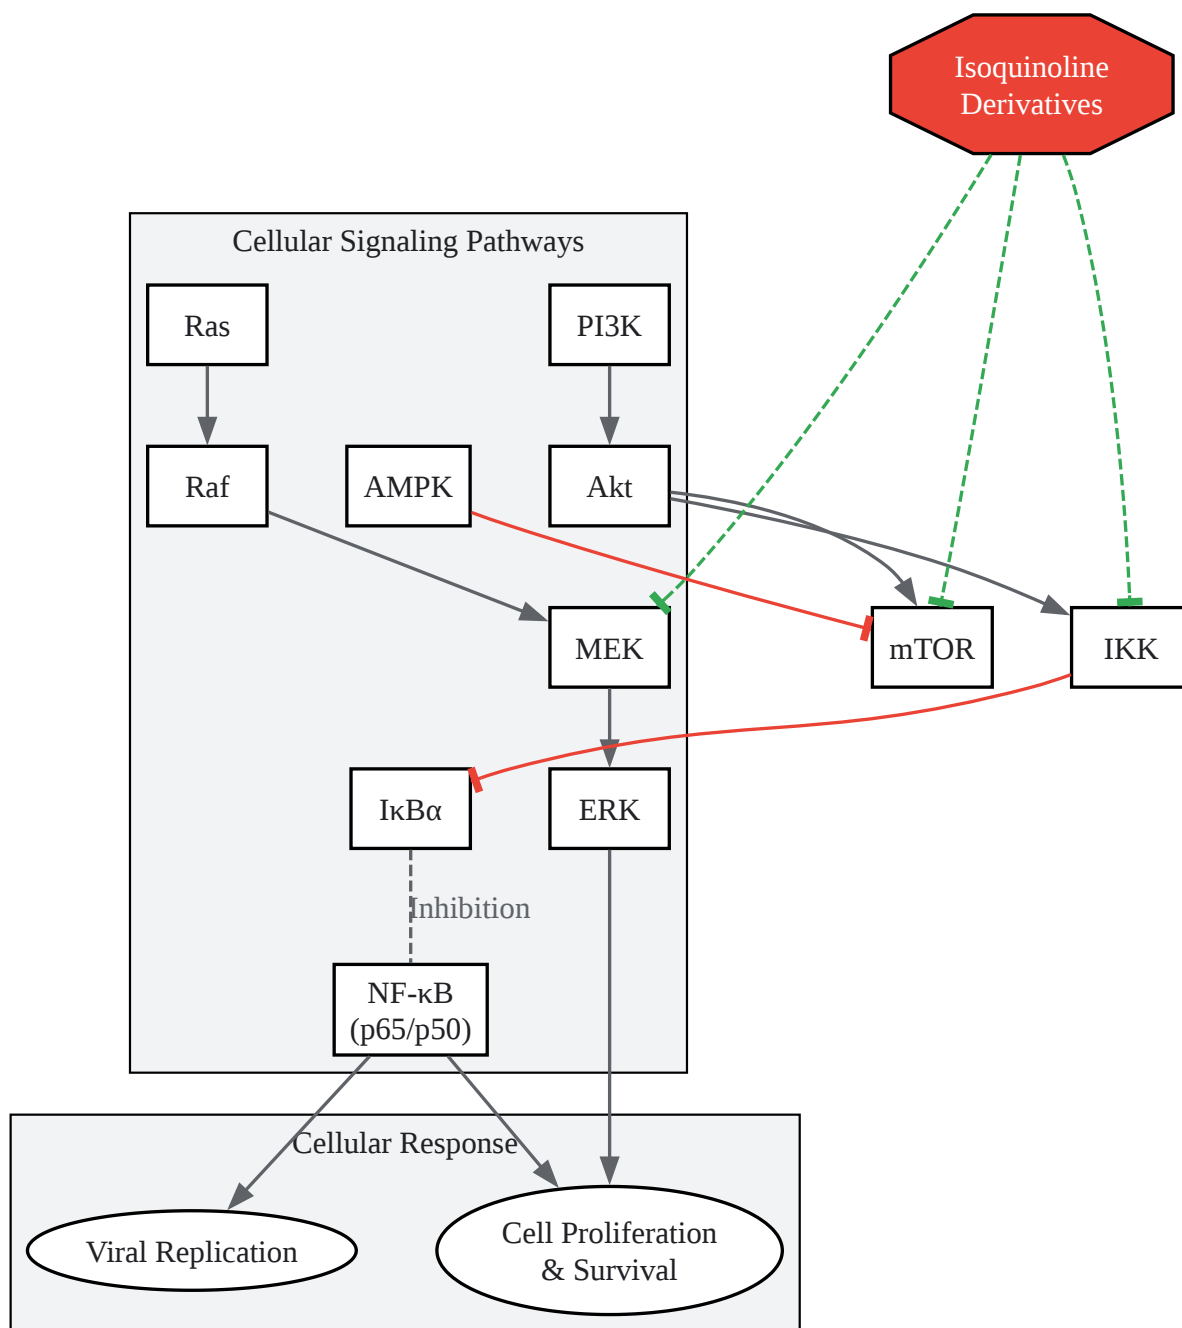 Isoquinoline
Derivatives
Cellular Signaling Pathways
Ras
PI3K
Raf
AMPK
Akt
MEK
mTOR
IKK
IκBα
ERK
Inhibition
NF-κB
(p65/p50)
Cellular Response
Viral Replication
Cell Proliferation
& Survival